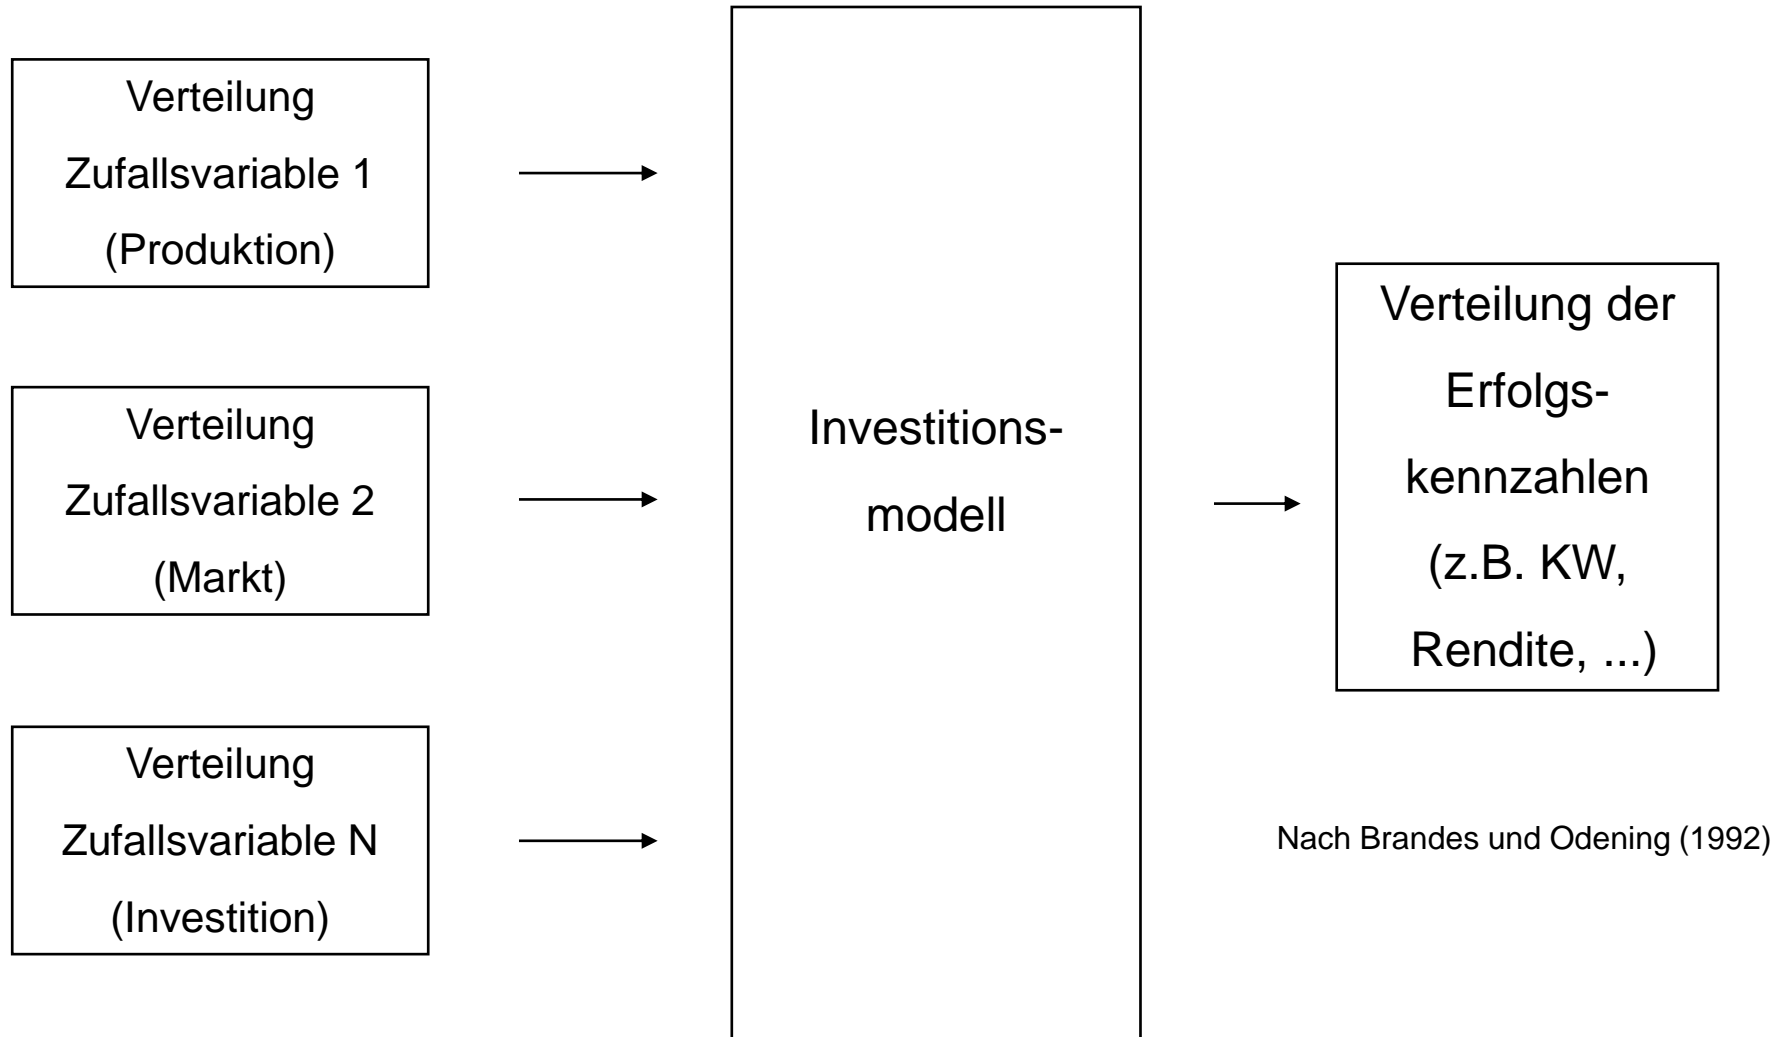 Verteilung
Zufallsvariable 1
(Produktion)
Verteilung
Zufallsvariable 2
(Markt)
Verteilung
Zufallsvariable N
(Investition)
Investitions-
modell
Verteilung der
Erfolgs-
kennzahlen
(z.B. KW,
Rendite, ...)
Nach Brandes und Odening (1992)